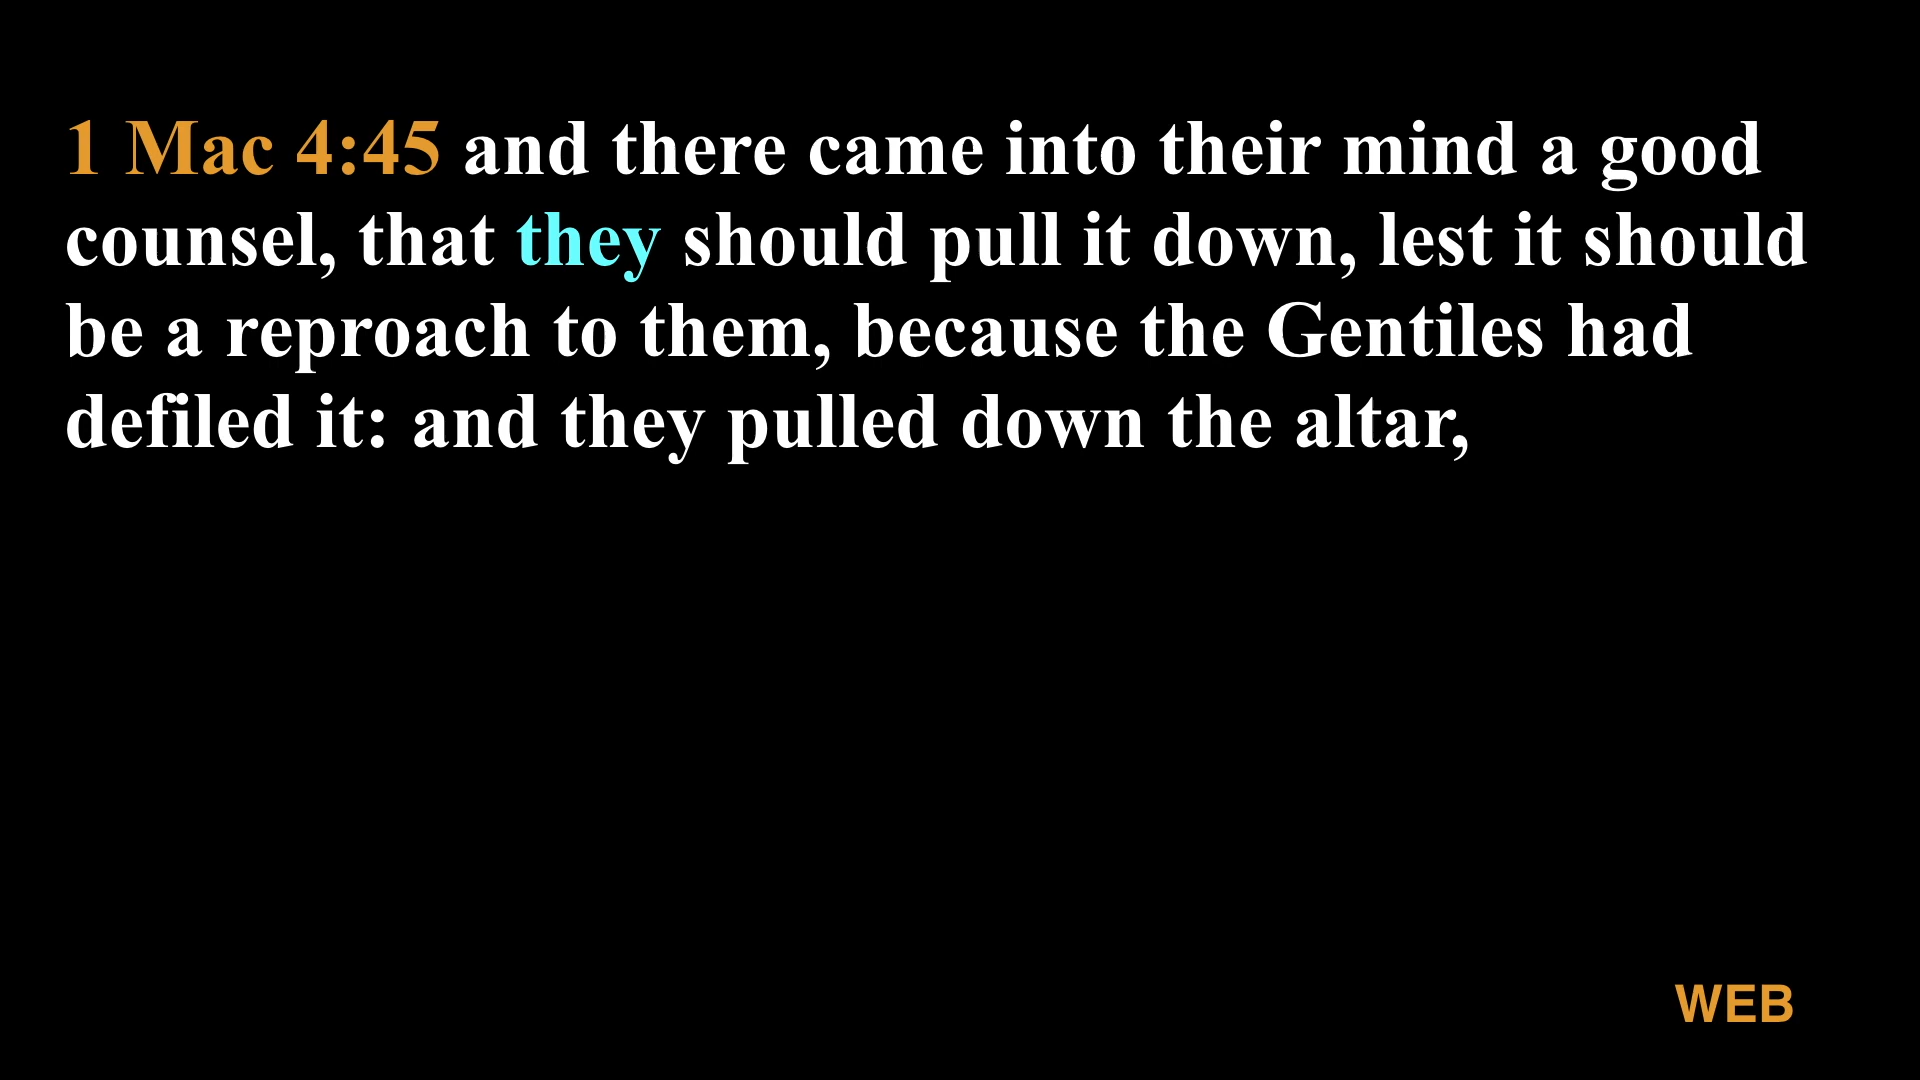 1 Mac 4:45 and there came into their mind a good
counsel, that they should pull it down, lest it should
be a reproach to them, because the Gentiles had
defiled it: and they pulled down the altar,
WEB